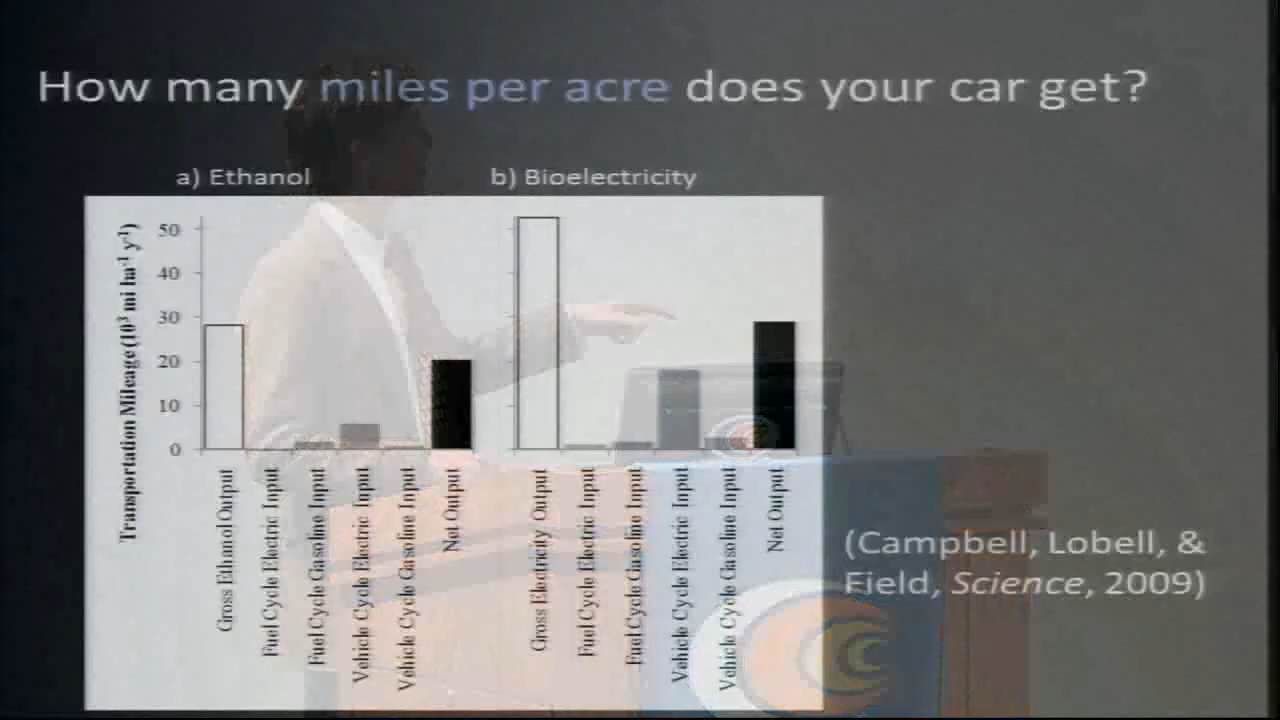 How many miles per acre does your car get?
a) Ethanol
b) Bioelectricity
Transportation Mileage (10³ mi ha⁻¹ y⁻¹)
50
40
30
20
10
0
Gross Ethanol Output
Fuel Cycle Electric Input
Fuel Cycle Gasoline Input
Vehicle Cycle Electric Input
Vehicle Cycle Gasoline Input
Net Output
Gross Electricity Output
Fuel Cycle Electric Input
Fuel Cycle Gasoline Input
Vehicle Cycle Electric Input
Vehicle Cycle Gasoline Input
Net Output
(Campbell, Lobell, &
Field, Science, 2009)